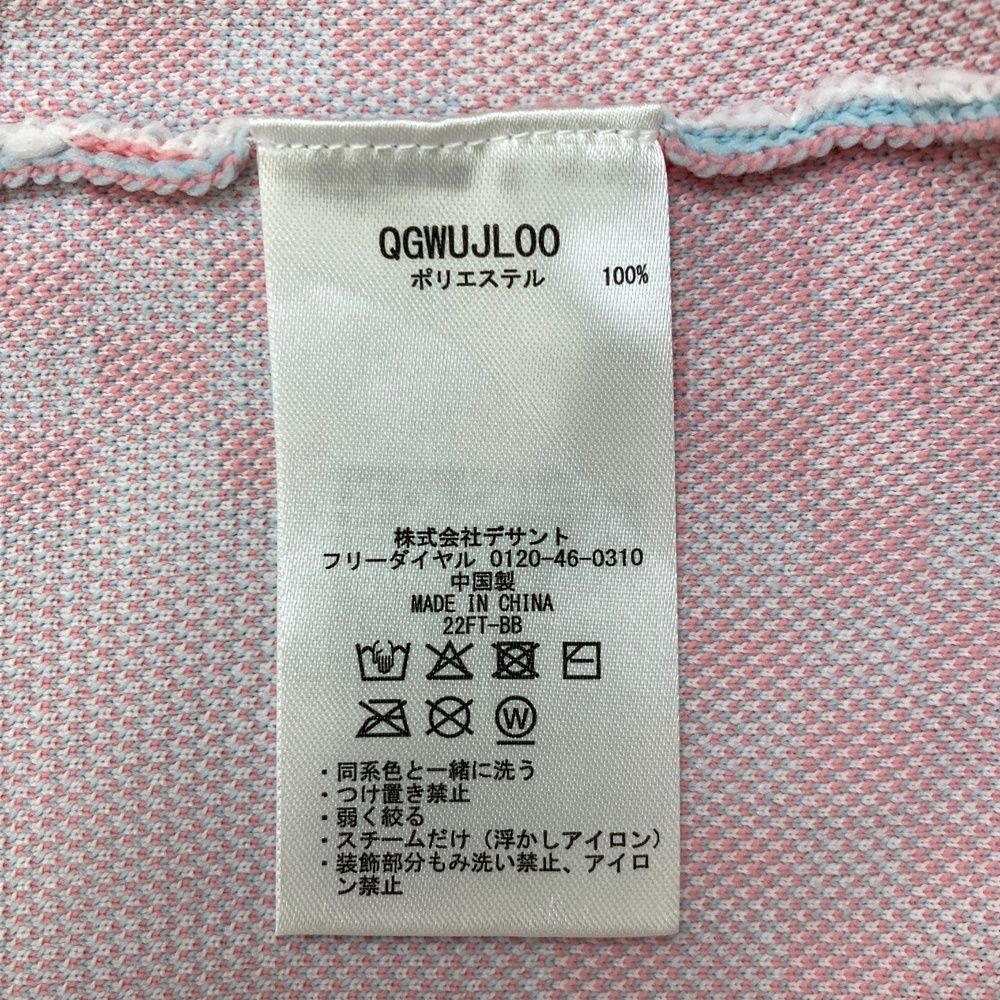 QGWUJL00
ポリエステル 100%
株式会社デサント
フリーダイヤル 0120-46-0310
中国製
MADE IN CHINA
22FT-BB
W
・同系色と一緒に洗う
・つけ置き禁止
・弱く絞る
・スチームだけ（浮かしアイロン）
・装飾部分もみ洗い禁止、アイロ
ン禁止